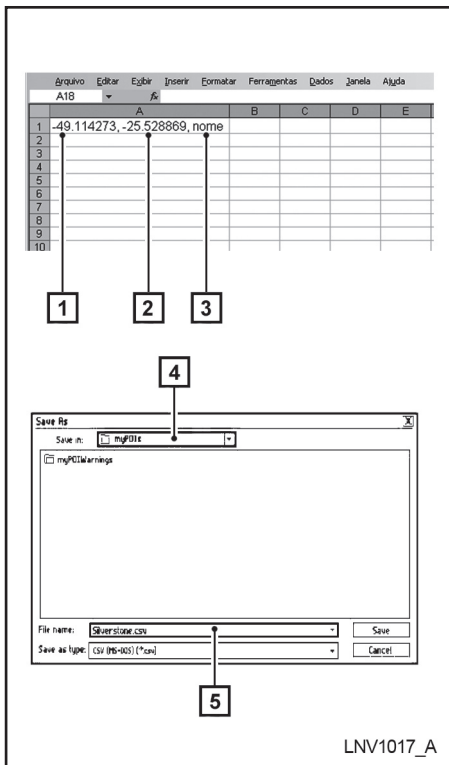 Arquivo Editar Exibir Inserir Formatar Ferramentas Dados Janela Ajuda
A18 fx
A B C D E
1 -49.114273, -25.528869, nome
2
3
4
5
6
7
8
9
10
1 2 3
4
Save As
Save in: myPOIs
myPOIWarnings
File name: Silverstone.csv Save
Save as type: CSV (MS-DOS) (*.csv) Cancel
5
LNV1017_A